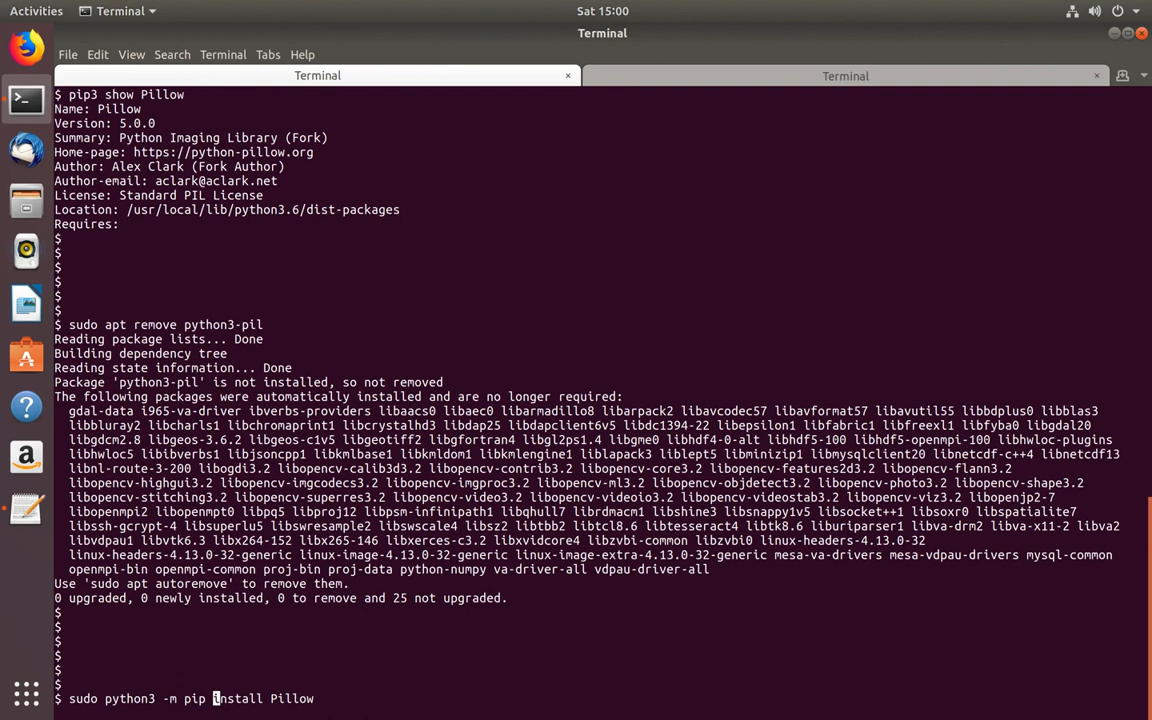 Activities
Terminal
Sat 15:00
Terminal
File Edit View Search Terminal Tabs Help
Terminal × Terminal ×
$ pip3 show Pillow
Name: Pillow
Version: 5.0.0
Summary: Python Imaging Library (Fork)
Home-page: https://python-pillow.org
Author: Alex Clark (Fork Author)
Author-email: aclark@aclark.net
License: Standard PIL License
Location: /usr/local/lib/python3.6/dist-packages
Requires:
$
$
$
$
$
$
$ sudo apt remove python3-pil
Reading package lists... Done
Building dependency tree
Reading state information... Done
Package 'python3-pil' is not installed, so not removed
The following packages were automatically installed and are no longer required:
gdal-data i965-va-driver ibverbs-providers libaacs0 libaec0 libarmadillo8 libarpack2 libavcodec57 libavformat57 libavutil55 libbdplus0 libblas3
libbluray2 libcharls1 libchromaprint1 libcrystalhd3 libdap25 libdapclient6v5 libdc1394-22 libepsilon1 libfabric1 libfreexl1 libfyba0 libgdal20
libgdcm2.8 libgeos-3.6.2 libgeos-c1v5 libgeotiff2 libgfortran4 libgl2ps1.4 libgme0 libhdf4-0-alt libhdf5-100 libhdf5-openmpi-100 libhwloc-plugins
libhwloc5 libibverbs1 libjsoncpp1 libkmlbase1 libkmldom1 libkmlengine1 liblapack3 liblept5 libminizip1 libmysqlclient20 libnetcdf-c++4 libnetcdf13
libnl-route-3-200 libogdi3.2 libopencv-calib3d3.2 libopencv-contrib3.2 libopencv-core3.2 libopencv-features2d3.2 libopencv-flann3.2
libopencv-highgui3.2 libopencv-imgcodecs3.2 libopencv-imgproc3.2 libopencv-ml3.2 libopencv-objdetect3.2 libopencv-photo3.2 libopencv-shape3.2
libopencv-stitching3.2 libopencv-superres3.2 libopencv-video3.2 libopencv-videoio3.2 libopencv-videostab3.2 libopencv-viz3.2 libopenjp2-7
libopenmpi2 libopenmpt0 libpq5 libproj12 libpsm-infinipath1 libqhull7 librdmacm1 libshine3 libsnappy1v5 libsocket++1 libsoxr0 libspatialite7
libssh-gcrypt-4 libsuperlu5 libswresample2 libswscale4 libsz2 libtbb2 libtcl8.6 libtesseract4 libtk8.6 liburiparser1 libva-drm2 libva-x11-2 libva2
libvdpau1 libvtk6.3 libx264-152 libx265-146 libxerces-c3.2 libxvidcore4 libzvbi-common libzvbi0 linux-headers-4.13.0-32
linux-headers-4.13.0-32-generic linux-image-4.13.0-32-generic linux-image-extra-4.13.0-32-generic mesa-va-drivers mesa-vdpau-drivers mysql-common
openmpi-bin openmpi-common proj-bin proj-data python-numpy va-driver-all vdpau-driver-all
Use 'sudo apt autoremove' to remove them.
0 upgraded, 0 newly installed, 0 to remove and 25 not upgraded.
$
$
$
$
$
$
$ sudo python3 -m pip install Pillow